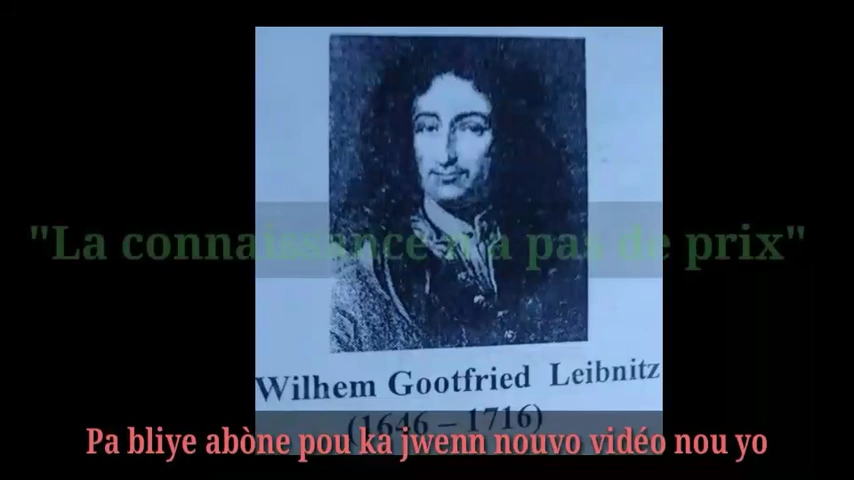 "La connaissance n'a pas de prix"
Wilhem Gootfried Leibnitz
(1646 – 1716)
Pa bliye abòne pou ka jwenn nouvo vidéo nou yo